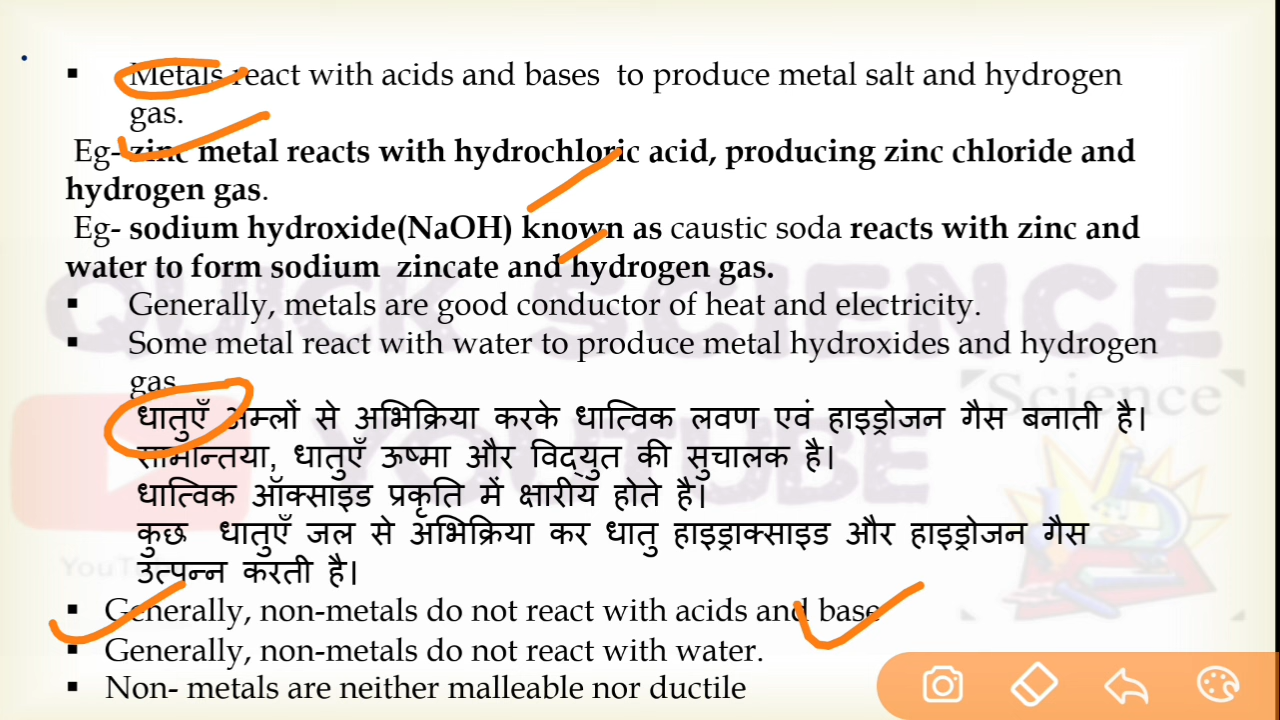 ▪ Metals react with acids and bases to produce metal salt and hydrogen
gas.
Eg- zinc metal reacts with hydrochloric acid, producing zinc chloride and
hydrogen gas.
Eg- sodium hydroxide(NaOH) known as caustic soda reacts with zinc and
water to form sodium zincate and hydrogen gas.
▪ Generally, metals are good conductor of heat and electricity.
▪ Some metal react with water to produce metal hydroxides and hydrogen
gas
धातुएँ अम्लों से अभिक्रिया करके धात्विक लवण एवं हाइड्रोजन गैस बनाती है।
सामान्तया, धातुएँ ऊष्मा और विद्युत की सुचालक है।
धात्विक ऑक्साइड प्रकृति में क्षारीय होते है।
कुछ धातुएँ जल से अभिक्रिया कर धातु हाइड्राक्साइड और हाइड्रोजन गैस
उत्पन्न करती है।
▪ Generally, non-metals do not react with acids and base
▪ Generally, non-metals do not react with water.
▪ Non- metals are neither malleable nor ductile
QUICK SCIENCE
Science
YOUTUBE